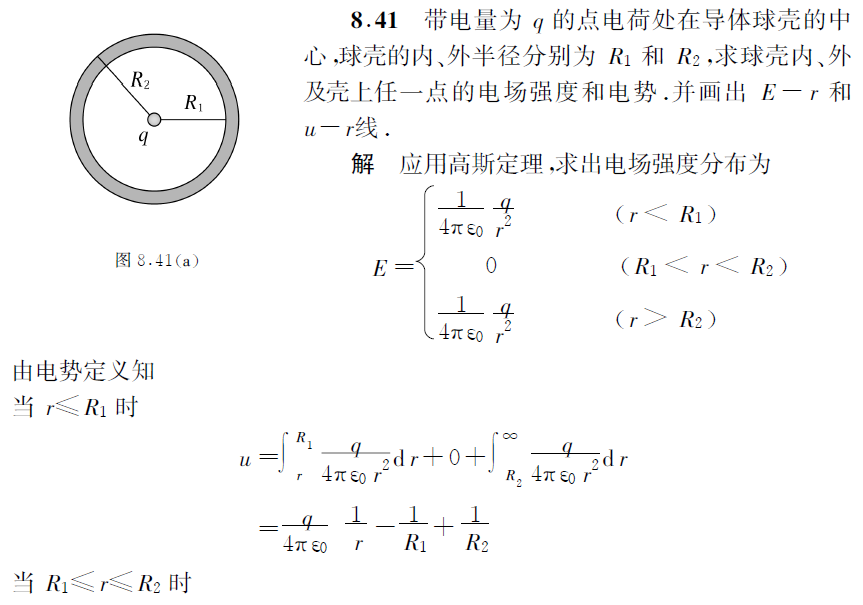 R₂
R₁
q
图 8.41(a)
8.41 带电量为 q 的点电荷处在导体球壳的中
心,球壳的内、外半径分别为 R₁ 和 R₂,求球壳内、外
及壳上任一点的电场强度和电势.并画出 E-r 和
u-r线.
解 应用高斯定理,求出电场强度分布为
E = { 1/(4πε₀) q/r² (r < R₁)
0 (R₁ < r < R₂)
1/(4πε₀) q/r² (r > R₂)
由电势定义知
当 r≤R₁ 时
u = ∫_r^{R₁} q/(4πε₀ r²) dr + 0 + ∫_{R₂}^∞ q/(4πε₀ r²) dr
= q/(4πε₀) 1/r - 1/R₁ + 1/R₂
当 R₁≤r≤R₂ 时